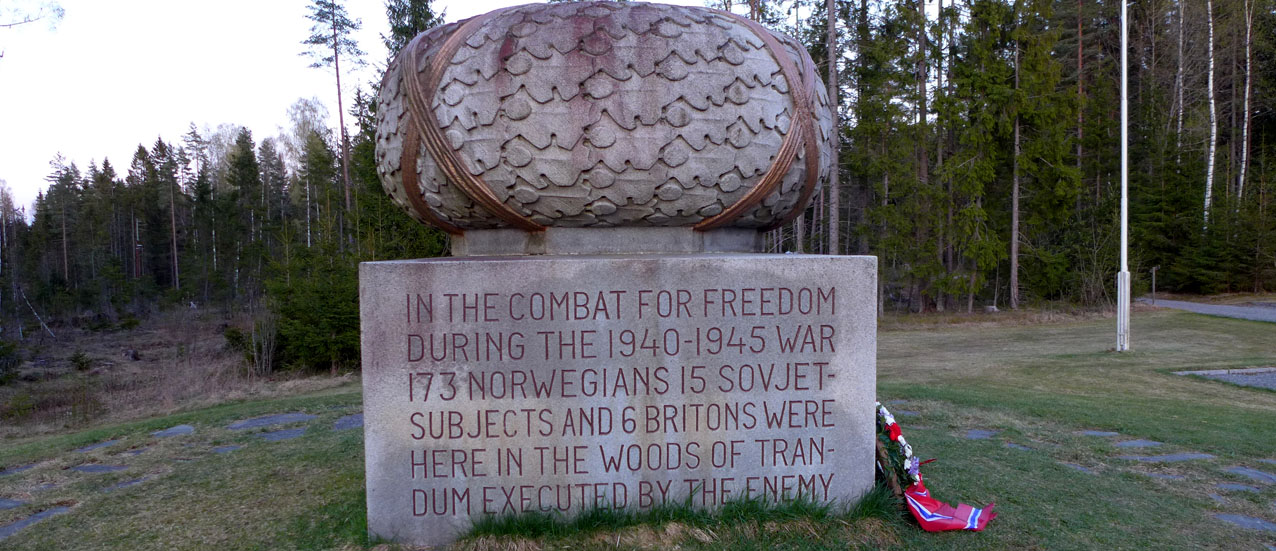 IN THE COMBAT FOR FREEDOM
DURING THE 1940-1945 WAR
173 NORWEGIANS 15 SOVJET-
SUBJECTS AND 6 BRITONS WERE
HERE IN THE WOODS OF TRAN-
DUM EXECUTED BY THE ENEMY